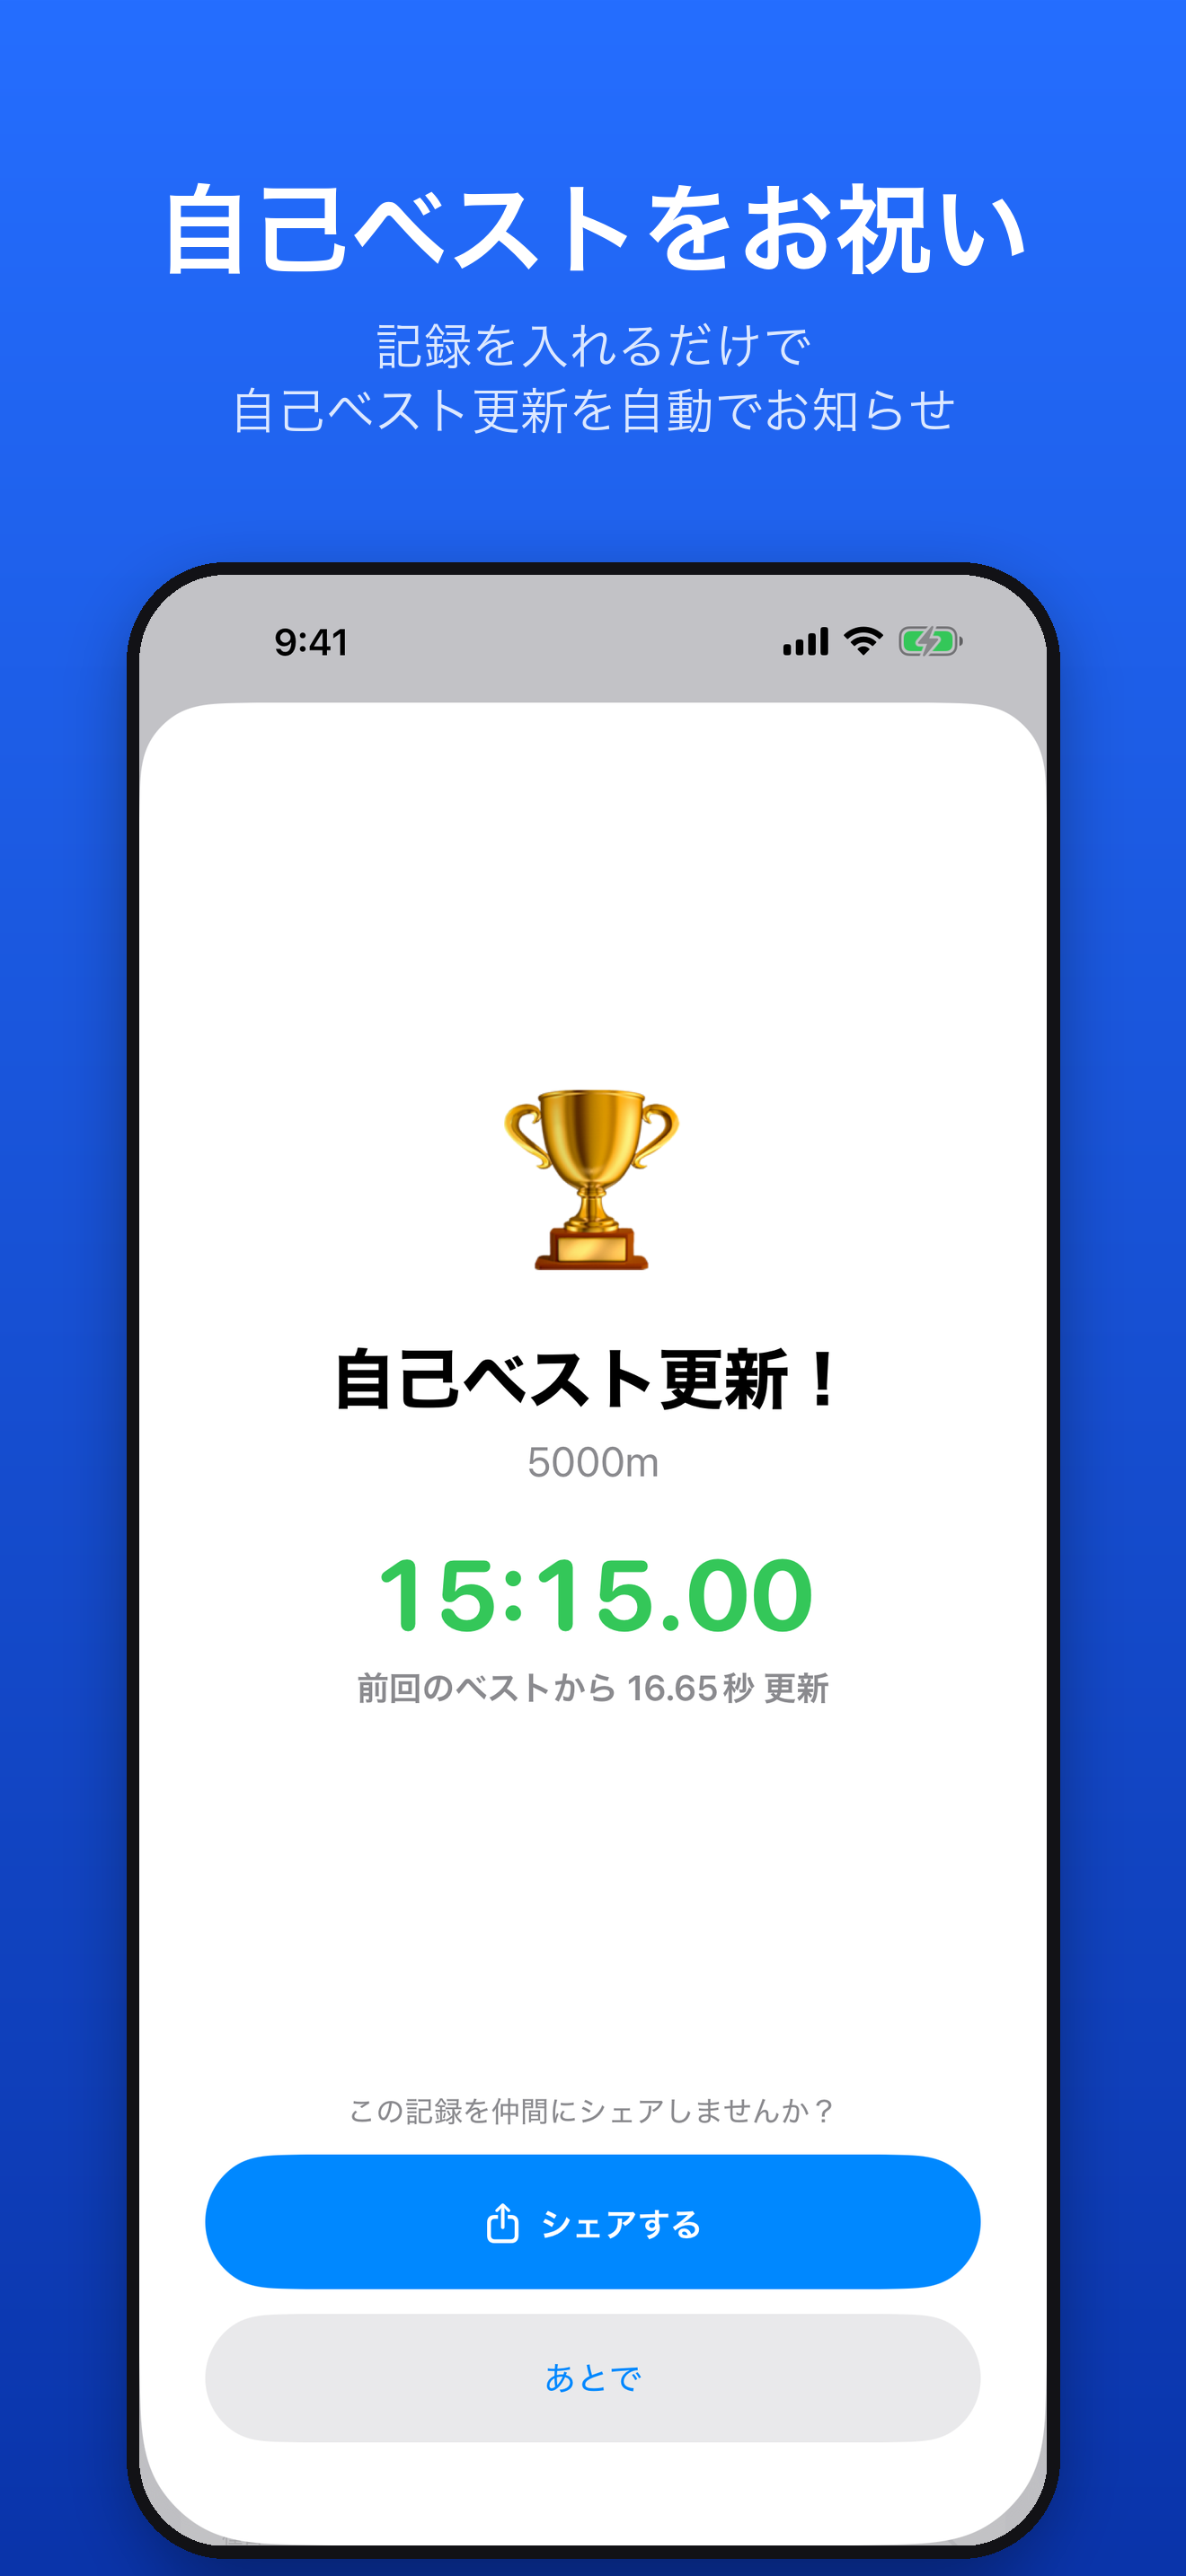 自己ベストをお祝い
記録を入れるだけで
自己ベスト更新を自動でお知らせ
9:41
自己ベスト更新！
5000m
15:15.00
前回のベストから 16.65秒 更新
この記録を仲間にシェアしませんか？
シェアする
あとで